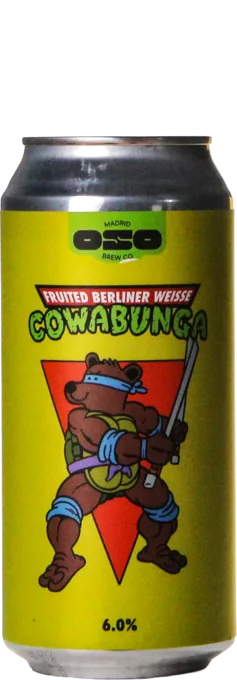 MADRID
OSO
BREW CO.
FRUITED BERLINER WEISSE
COWABUNGA
6.0%